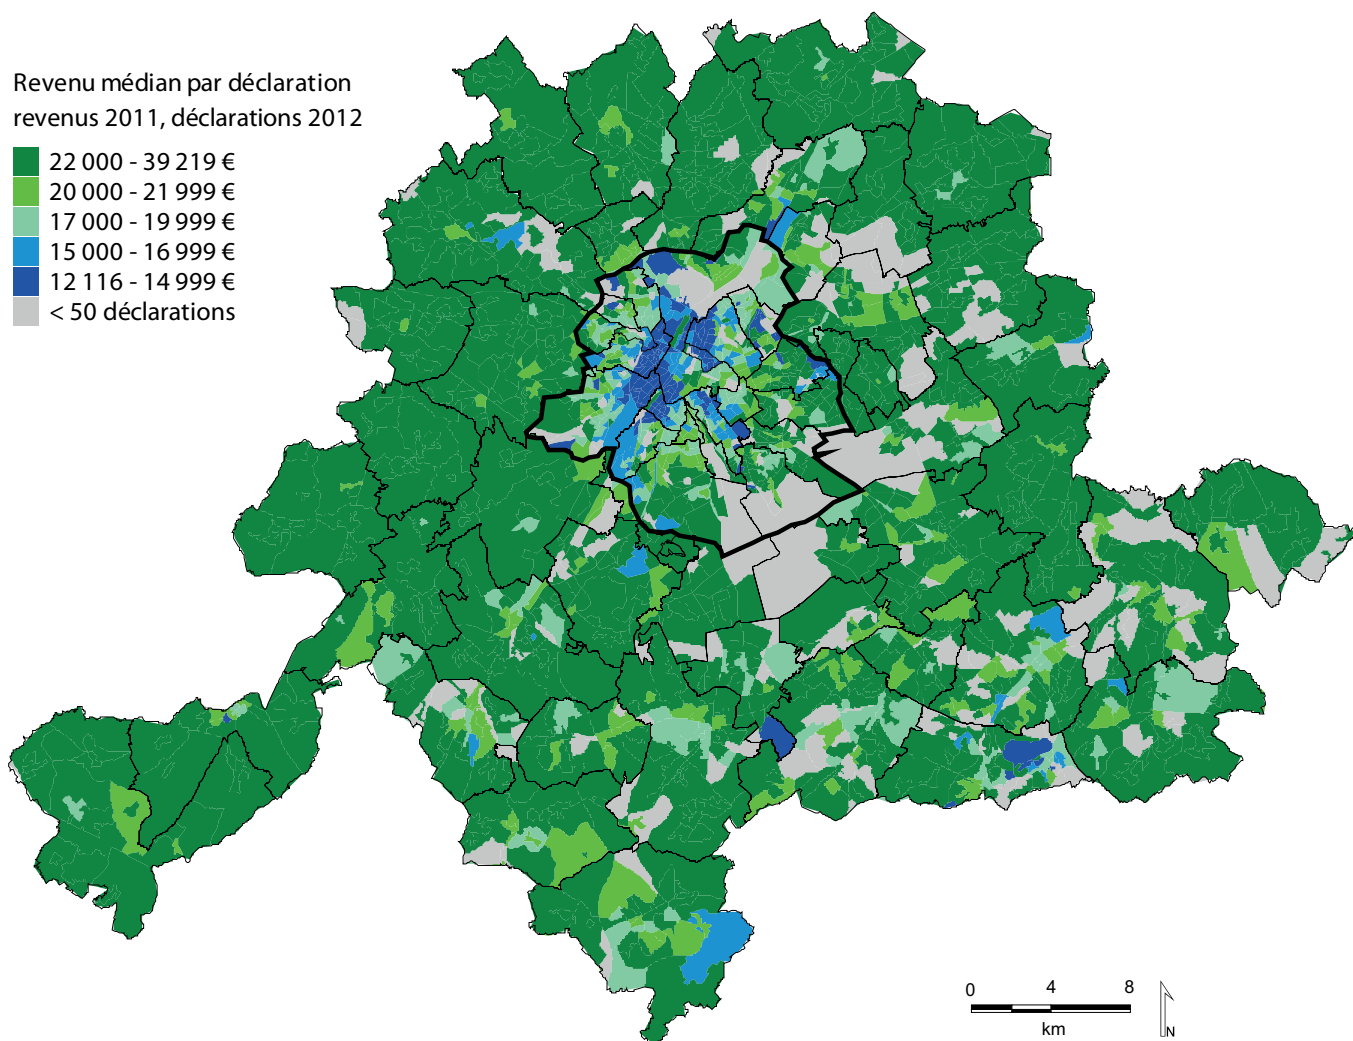 Revenu médian par déclaration
revenus 2011, déclarations 2012
22 000 - 39 219 €
20 000 - 21 999 €
17 000 - 19 999 €
15 000 - 16 999 €
12 116 - 14 999 €
< 50 déclarations
0 4 8
km
N